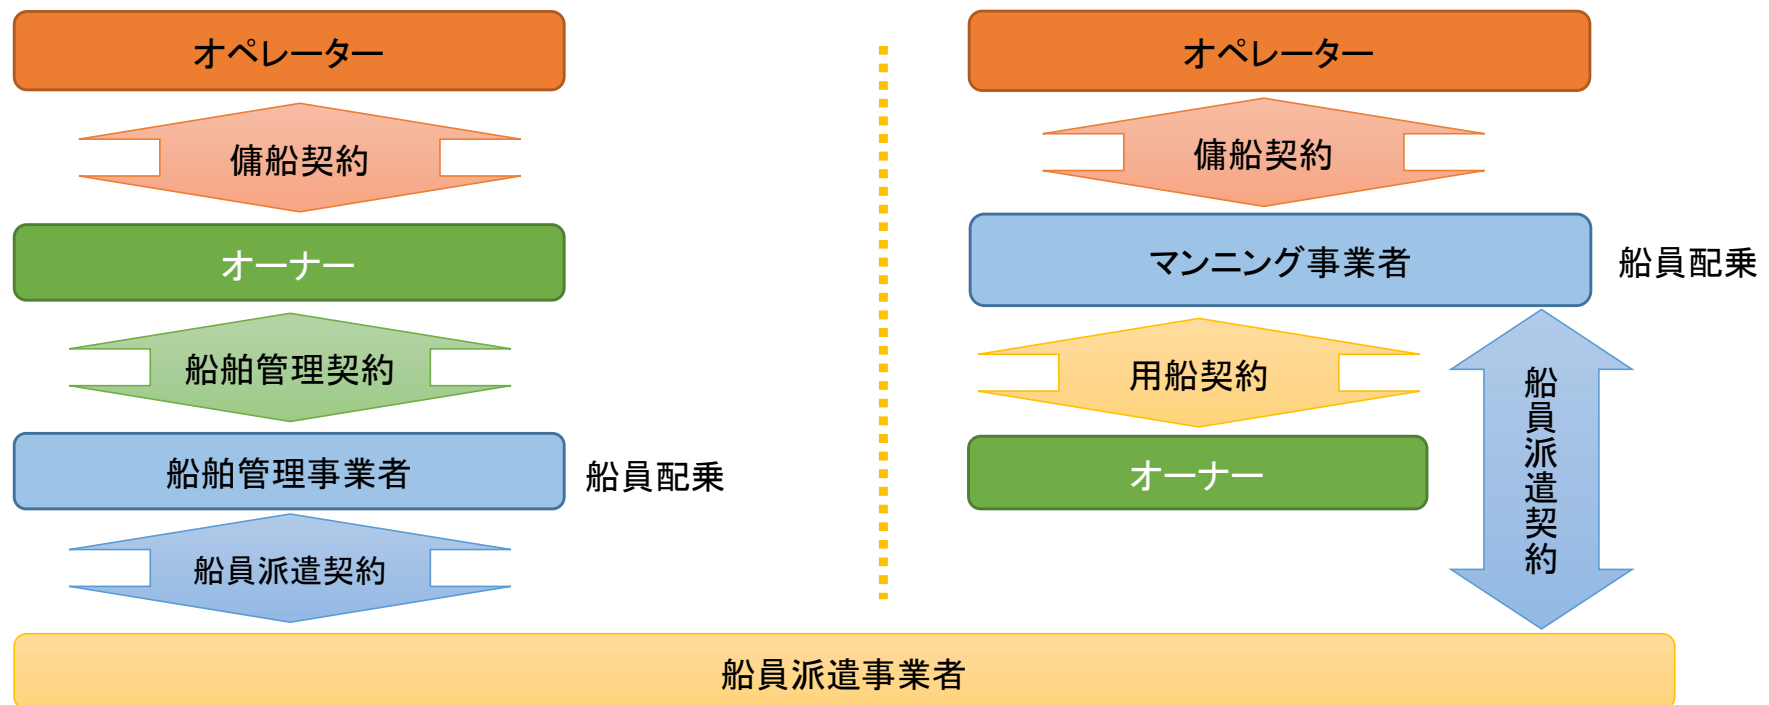 オペレーター
傭船契約
オーナー
船舶管理契約
船舶管理事業者
船員配乗
船員派遣契約
オペレーター
傭船契約
マンニング事業者
船員配乗
用船契約
オーナー
船員派遣契約
船員派遣事業者